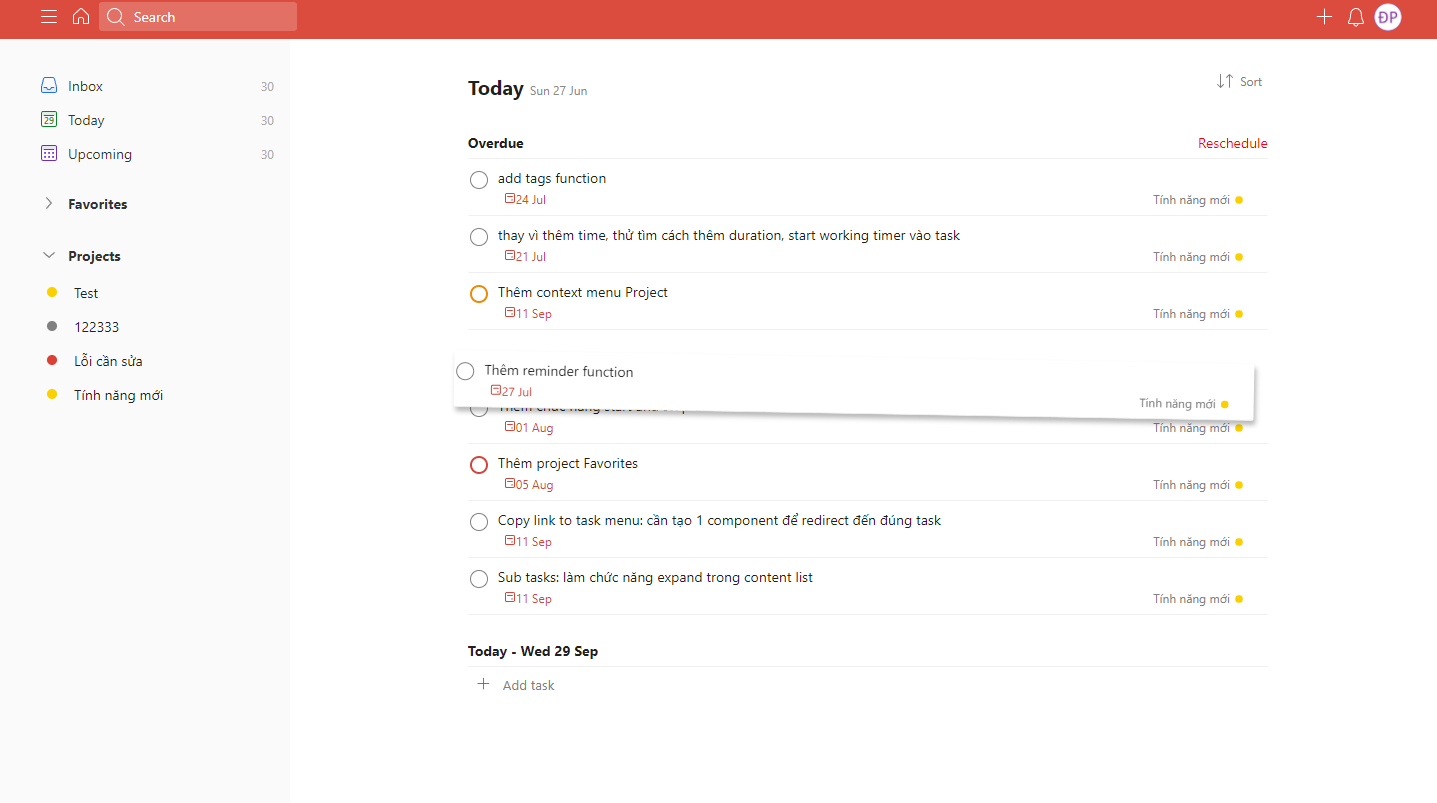 Search
ĐP
Inbox 30
29
Today 30
Upcoming 30
Favorites
Projects
Test
122333
Lỗi cần sửa
Tính năng mới
Today Sun 27 Jun
Sort
Overdue
Reschedule
add tags function
24 Jul
Tính năng mới
thay vì thêm time, thử tìm cách thêm duration, start working timer vào task
21 Jul
Tính năng mới
Thêm context menu Project
11 Sep
Tính năng mới
Thêm reminder function
27 Jul
Tính năng mới
01 Aug
Tính năng mới
Thêm project Favorites
05 Aug
Tính năng mới
Copy link to task menu: cần tạo 1 component để redirect đến đúng task
11 Sep
Tính năng mới
Sub tasks: làm chức năng expand trong content list
11 Sep
Tính năng mới
Today - Wed 29 Sep
Add task